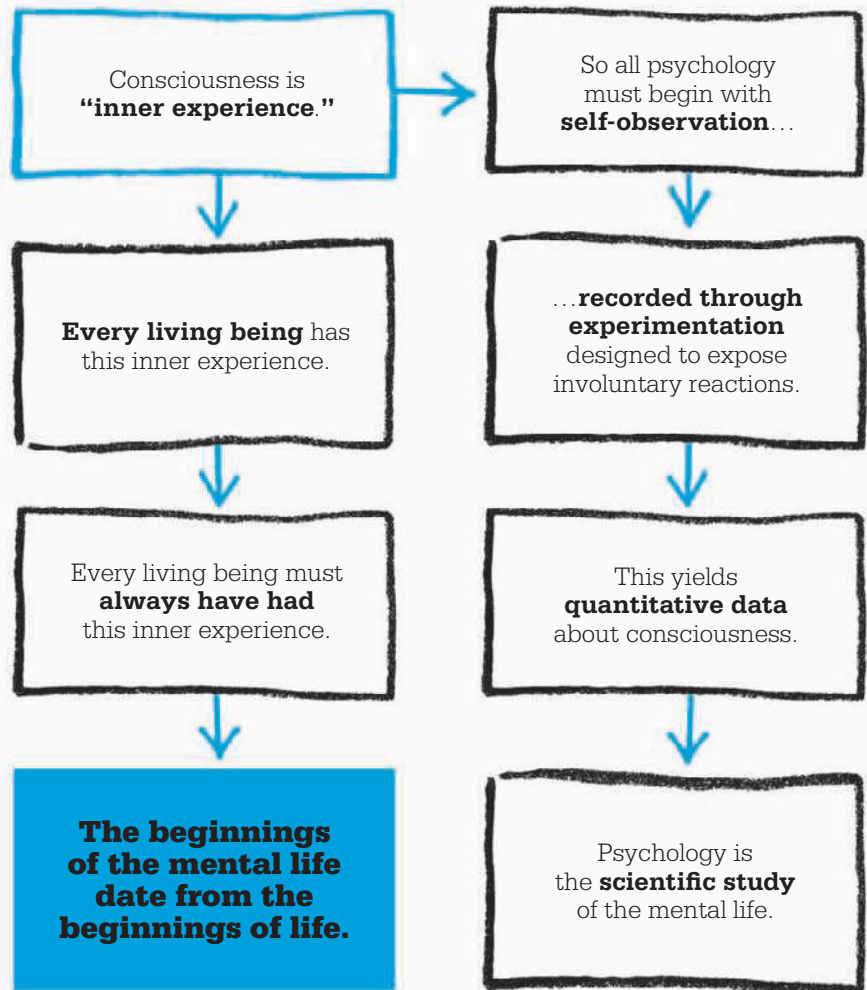 Consciousness is
“inner experience.”
Every living being has
this inner experience.
Every living being must
always have had
this inner experience.
The beginnings
of the mental life
date from the
beginnings of life.
So all psychology
must begin with
self-observation...
...recorded through
experimentation
designed to expose
involuntary reactions.
This yields
quantitative data
about consciousness.
Psychology is
the scientific study
of the mental life.